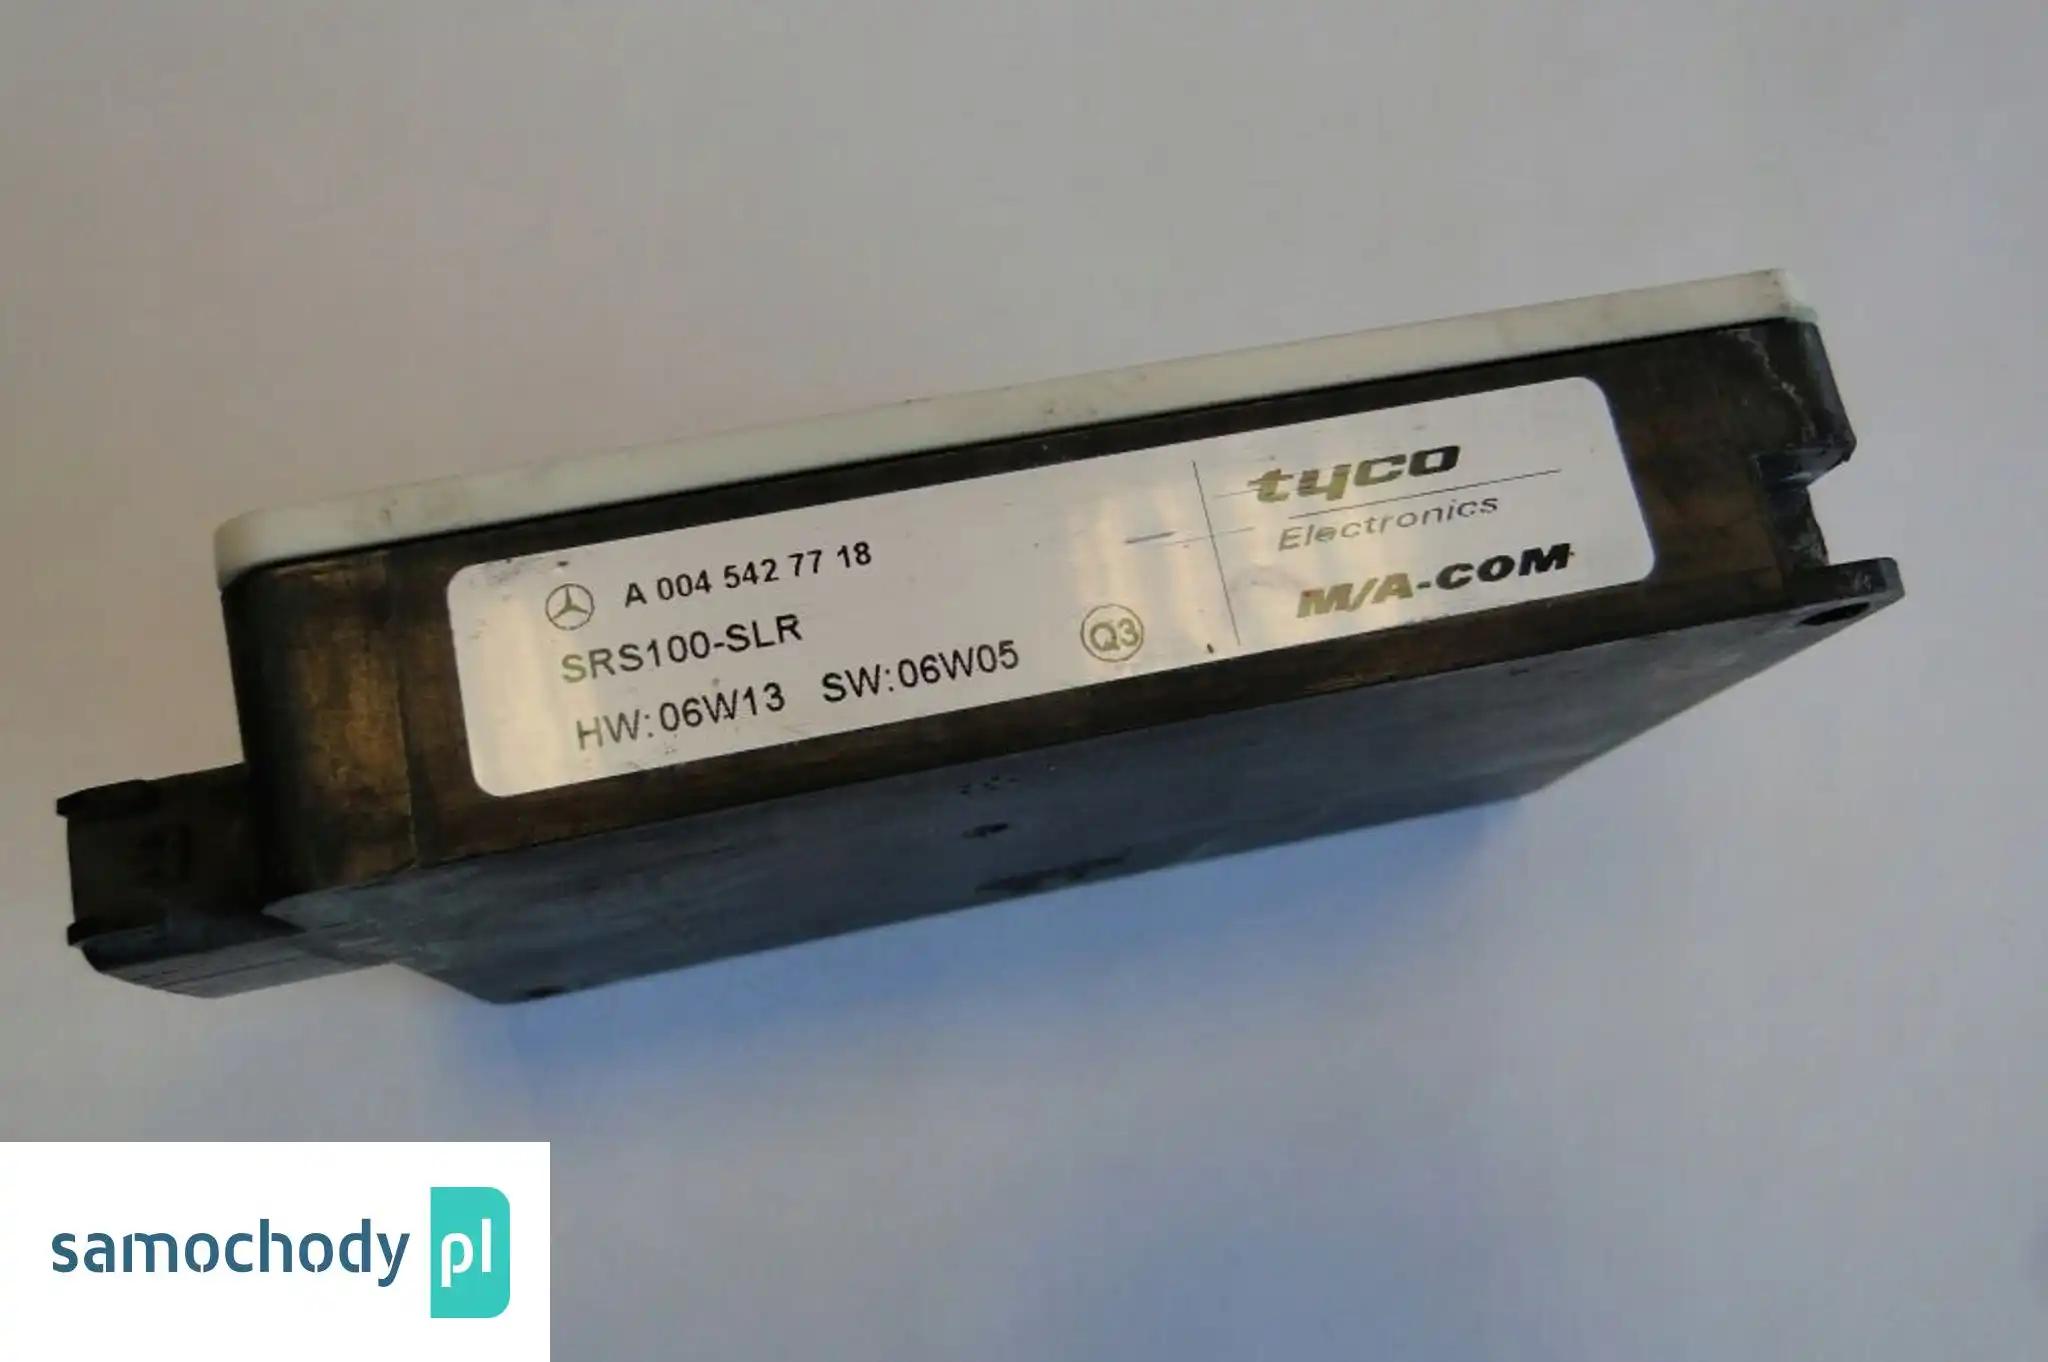 A 004 542 77 18
SRS100-SLR
HW:06W13 SW:06W05
Q3
tyco
Electronics
M/A-COM
samochody pl